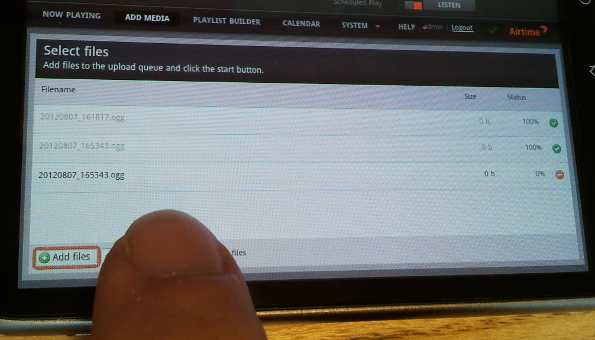 Scheduled Play
LISTEN
NOW PLAYING ADD MEDIA PLAYLIST BUILDER CALENDAR SYSTEM HELP admin | Logout
Airtime
Select files
Add files to the upload queue and click the start button.
Filename Size Status
20120807_161817.ogg 0 b 100%
20120807_165343.ogg 0 b 100%
20120807_165343.ogg 0 b 0%
Add files files